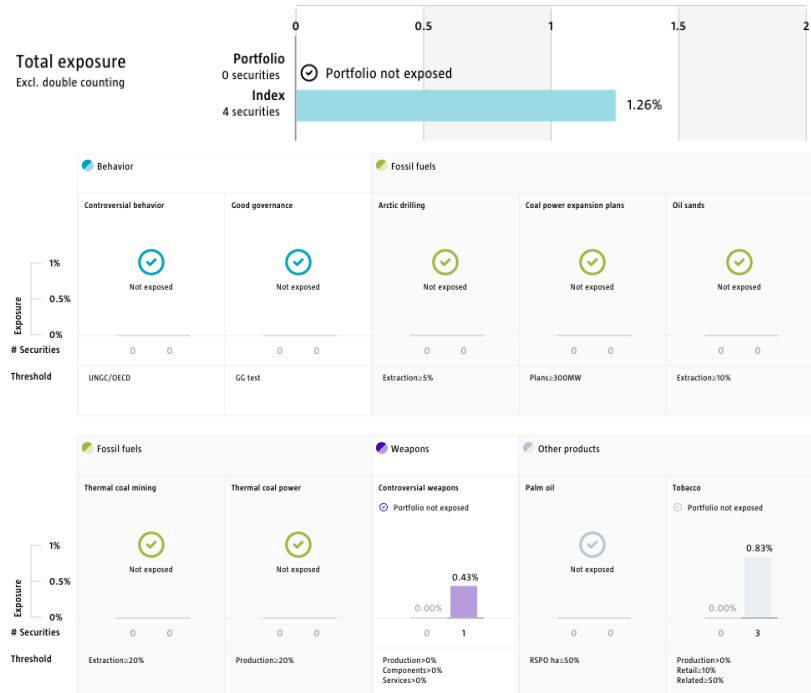 0 0.5 1 1.5 2
Total exposure
Excl. double counting
Portfolio
0 securities
Portfolio not exposed
Index
4 securities
1.26%
Behavior Fossil fuels
Controversial behavior Good governance Arctic drilling Coal power expansion plans Oil sands
1%
0.5%
0%
Exposure
Not exposed Not exposed Not exposed Not exposed Not exposed
# Securities 0 0 0 0 0 0 0 0 0 0
Threshold UNGC/OECD GG test Extraction≥5% Plans≥300MW Extraction≥10%
Fossil fuels Weapons Other products
Thermal coal mining Thermal coal power Controversial weapons Palm oil Tobacco
Portfolio not exposed Portfolio not exposed
1%
0.5%
0%
Exposure
Not exposed Not exposed 0.00% 0.43% Not exposed 0.00% 0.83%
# Securities 0 0 0 0 0 1 0 0 0 3
Threshold Extraction≥20% Production≥20% Production>0% RSPO ha≤50% Production>0%
Components>0% Retail≥10%
Services>0% Related≥50%